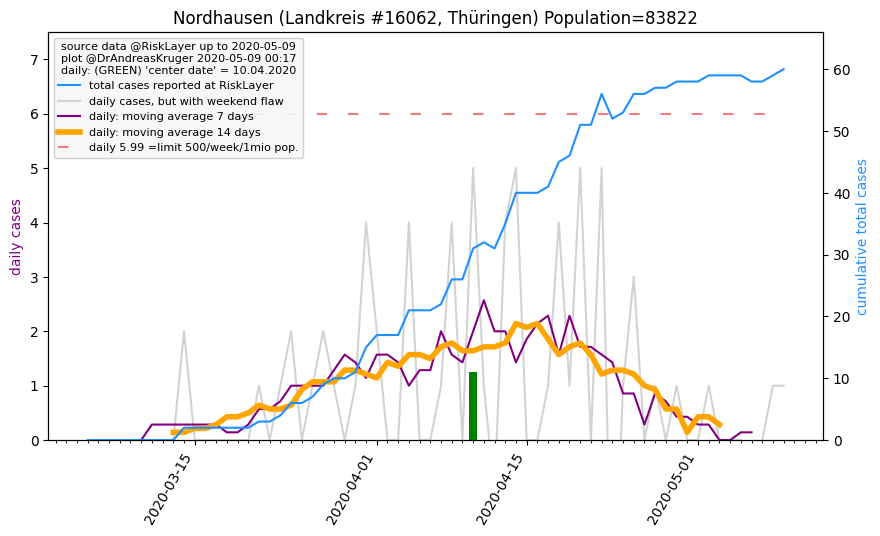 Nordhausen (Landkreis #16062, Thüringen) Population=83822
source data @RiskLayer up to 2020-05-09
plot @DrAndreasKruger 2020-05-09 00:17
daily: (GREEN) 'center date' = 10.04.2020
total cases reported at RiskLayer
daily cases, but with weekend flaw
daily: moving average 7 days
daily: moving average 14 days
daily 5.99 =limit 500/week/1mio pop.
daily cases
7
6
5
4
3
2
1
0
cumulative total cases
60
50
40
30
20
10
0
2020-03-15
2020-04-01
2020-04-15
2020-05-01